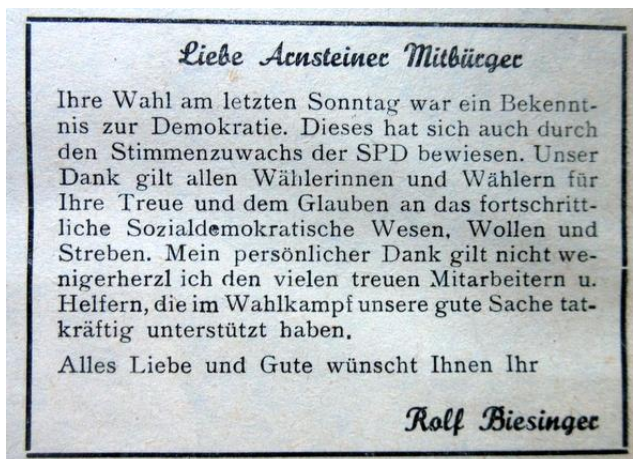 Liebe Arnsteiner Mitbürger
Ihre Wahl am letzten Sonntag war ein Bekennt-
nis zur Demokratie. Dieses hat sich auch durch
den Stimmenzuwachs der SPD bewiesen. Unser
Dank gilt allen Wählerinnen und Wählern für
Ihre Treue und dem Glauben an das fortschritt-
liche Sozialdemokratische Wesen, Wollen und
Streben. Mein persönlicher Dank gilt nicht we-
nigerherzl ich den vielen treuen Mitarbeitern u.
Helfern, die im Wahlkampf unsere gute Sache tat-
kräftig unterstützt haben.
Alles Liebe und Gute wünscht Ihnen Ihr
Rolf Biesinger